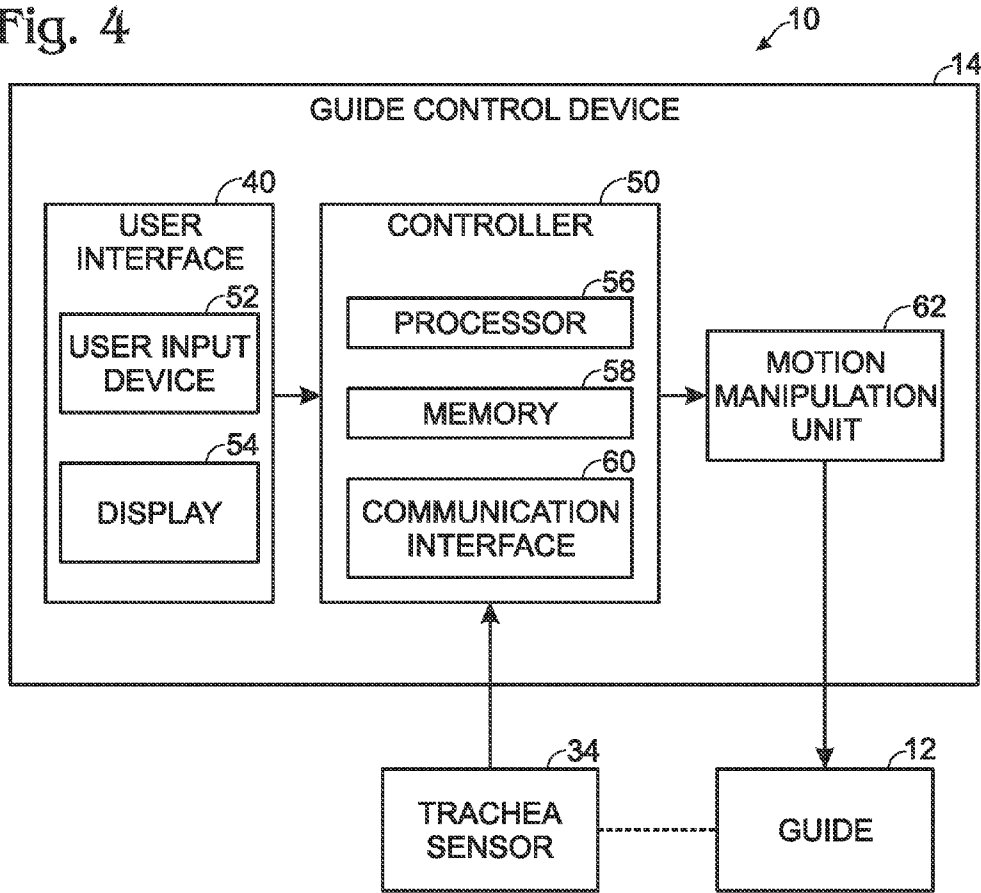 Fig. 4
10
14
GUIDE CONTROL DEVICE
40
USER
INTERFACE
52
USER INPUT
DEVICE
54
DISPLAY
50
CONTROLLER
56
PROCESSOR
58
MEMORY
60
COMMUNICATION
INTERFACE
62
MOTION
MANIPULATION
UNIT
34
TRACHEA
SENSOR
12
GUIDE